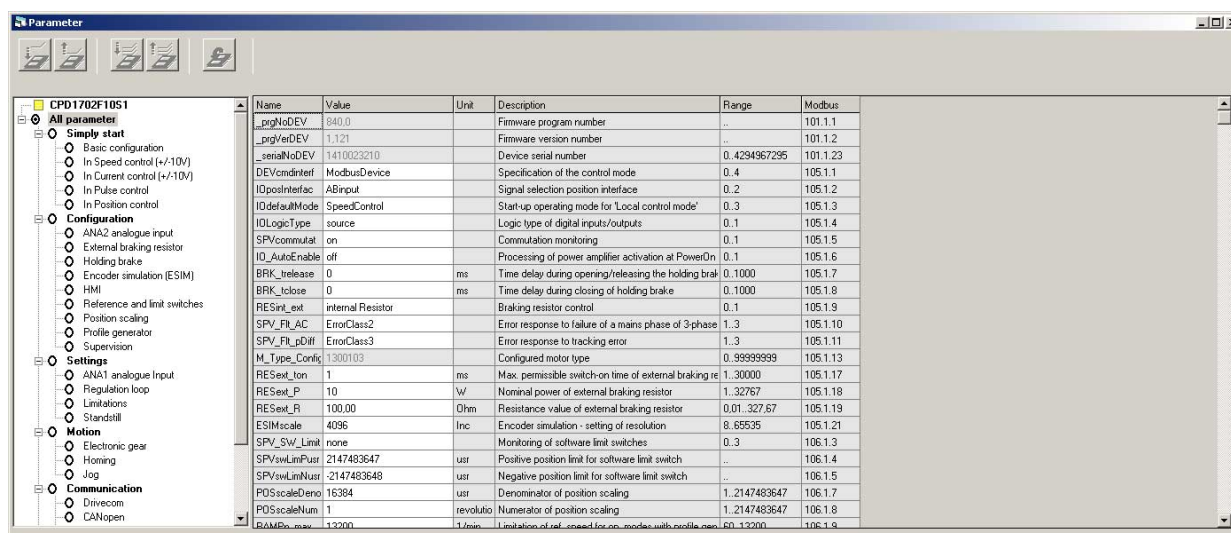 Parameter
CPD1702F10S1
All parameter
Simply start
Basic configuration
In Speed control (+/-10V)
In Current control (+/-10V)
In Pulse control
In Position control
Configuration
ANA2 analogue input
External braking resistor
Holding brake
Encoder simulation (ESIM)
HMI
Reference and limit switches
Position scaling
Profile generator
Supervision
Settings
ANA1 analogue Input
Regulation loop
Limitations
Standstill
Motion
Electronic gear
Homing
Jog
Communication
Drivecom
CANopen
Name Value Unit Description Range Modbus
_prgNoDEV 840,0 Firmware program number .. 101.1.1
_prgVerDEV 1,121 Firmware version number .. 101.1.2
_serialNoDEV 1410023210 Device serial number 0..4294967295 101.1.23
DEVcmdinterf ModbusDevice Specification of the control mode 0..4 105.1.1
IOposInterfac ABinput Signal selection position interface 0..2 105.1.2
IOdefaultMode SpeedControl Start-up operating mode for 'Local control mode' 0..3 105.1.3
IOLogicType source Logic type of digital inputs/outputs 0..1 105.1.4
SPVcommutat on Commutation monitoring 0..1 105.1.5
IO_AutoEnable off Processing of power amplifier activation at PowerOn 0..1 105.1.6
BRK_trelease 0 ms Time delay during opening/releasing the holding brak 0..1000 105.1.7
BRK_tclose 0 ms Time delay during closing of holding brake 0..1000 105.1.8
RESint_ext internal Resistor Braking resistor control 0..1 105.1.9
SPV_Flt_AC ErrorClass2 Error response to failure of a mains phase of 3-phase 1..3 105.1.10
SPV_Flt_pDiff ErrorClass3 Error response to tracking error 1..3 105.1.11
M_Type_Config 1300103 Configured motor type 0..99999999 105.1.13
RESext_ton 1 ms Max. permissible switch-on time of external braking re 1..30000 105.1.17
RESext_P 10 W Nominal power of external braking resistor 1..32767 105.1.18
RESext_R 100,00 Ohm Resistance value of external braking resistor 0,01..327,67 105.1.19
ESIMscale 4096 Inc Encoder simulation - setting of resolution 8..65535 105.1.21
SPV_SW_Limit none Monitoring of software limit switches 0..3 106.1.3
SPVswLimPusr 2147483647 usr Positive position limit for software limit switch .. 106.1.4
SPVswLimNusr -2147483648 usr Negative position limit for software limit switch .. 106.1.5
POSscaleDeno 16384 usr Denominator of position scaling 1..2147483647 106.1.7
POSscaleNum 1 revolutio Numerator of position scaling 1..2147483647 106.1.8
RAMPn_max 13200 1/min Limitation of ref. speed for op. modes with profile gen 60..13200 106.1.9